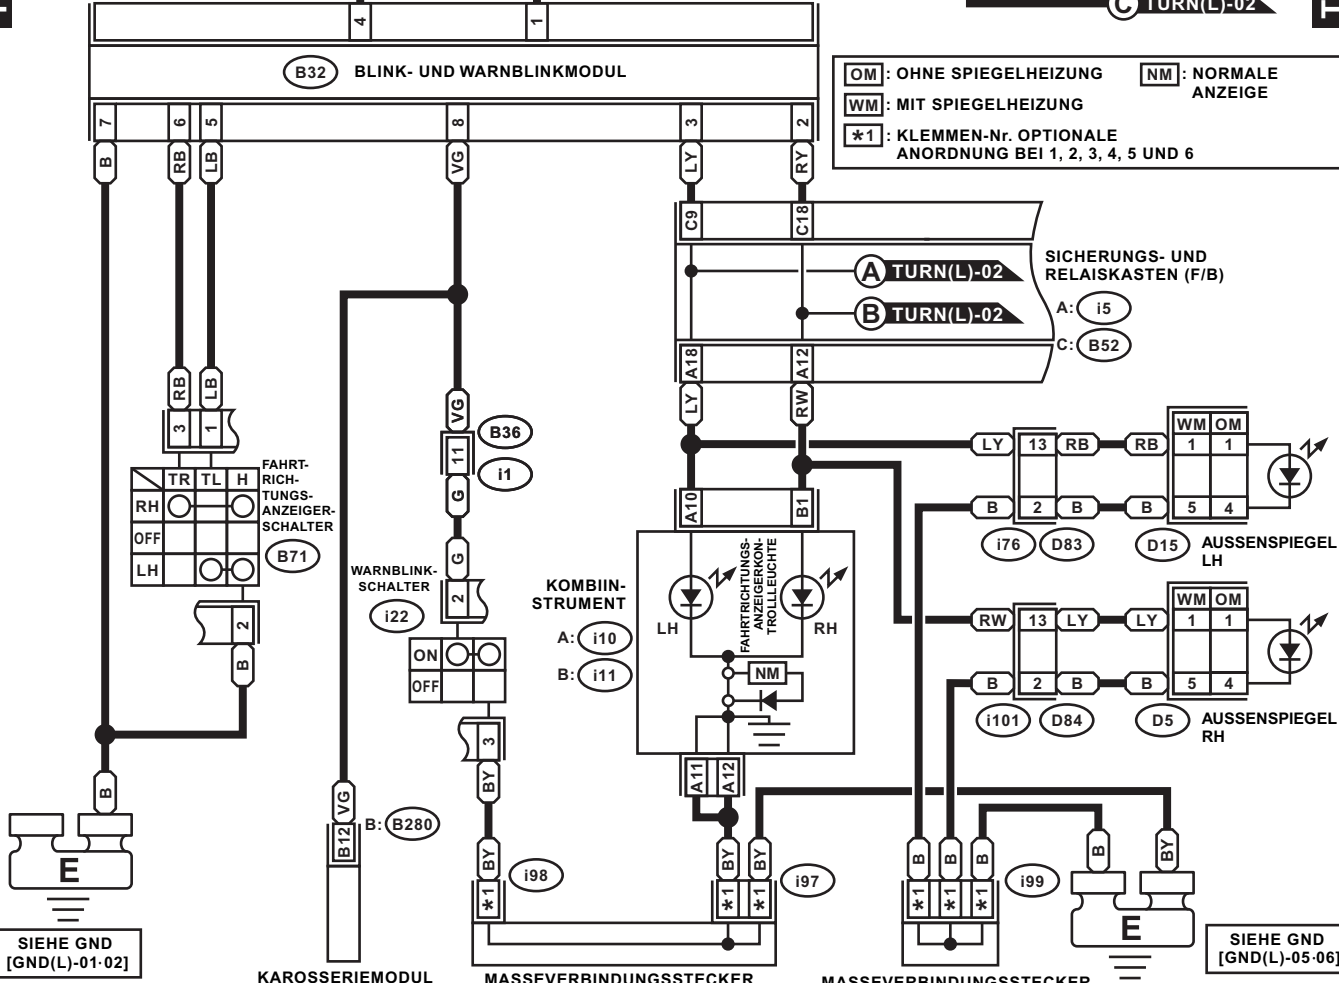 C TURN(L)-02
4 1
B32 BLINK- UND WARNBLINKMODUL
OM : OHNE SPIEGELHEIZUNG
NM : NORMALE
ANZEIGE
WM : MIT SPIEGELHEIZUNG
*1 : KLEMMEN-Nr. OPTIONALE
ANORDNUNG BEI 1, 2, 3, 4, 5 UND 6
7 6 5 8 3 2
B RB LB VG LY RY
C9 C18
A TURN(L)-02
B TURN(L)-02
SICHERUNGS- UND
RELAISKASTEN (F/B)
A: i5
C: B52
A18 A12
RB LB VG LY RW
3 1
B36
11
i1
G
TR TL H
RH
OFF
LH
FAHRT-
RICH-
TUNGS-
ANZEIGER-
SCHALTER
B71
2
B
B
E
SIEHE GND
[GND(L)-01·02]
WARNBLINK-
SCHALTER
i22
G
2
ON
OFF
3
BY
BY
*1
i98
VG
B12
B: B280
KAROSSERIEMODUL
A10 B1
KOMBIIN-
STRUMENT
A: i10
B: i11
LH
FAHRTRICHTUNGS-
ANZEIGERKON-
TROLLLEUCHTE
RH
NM
A11 A12
BY BY
*1 *1
i97
MASSEVERBINDUNGSSTECKER
LY 13 RB RB
WM OM
1 1
B 2 B B
5 4
i76 D83 D15
AUSSENSPIEGEL
LH
RW 13 LY LY
WM OM
1 1
B 2 B B
5 4
i101 D84 D5
AUSSENSPIEGEL
RH
B B B
*1 *1 *1
i99
MASSEVERBINDUNGSSTECKER
B BY
E
SIEHE GND
[GND(L)-05·06]